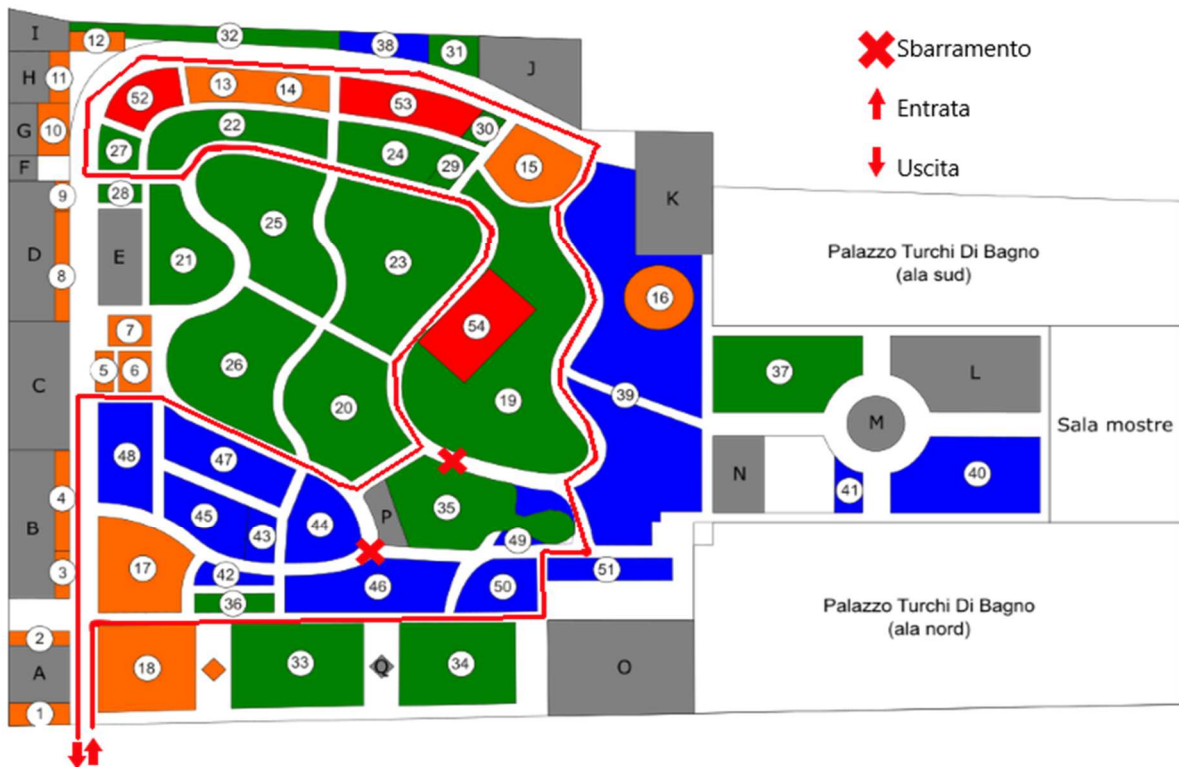 Sbarramento
Entrata
Uscita
I
12
32
38
31
J
H
11
52
13
14
53
30
G
10
22
24
29
15
27
F
9
28
K
D
8
E
21
25
23
16
Palazzo Turchi Di Bagno
(ala sud)
7
54
5
6
C
26
20
19
39
37
L
M
Sala mostre
48
47
4
45
43
44
P
35
N
41
40
B
3
17
42
46
49
50
51
36
Palazzo Turchi Di Bagno
(ala nord)
2
A
18
33
Q
34
O
1